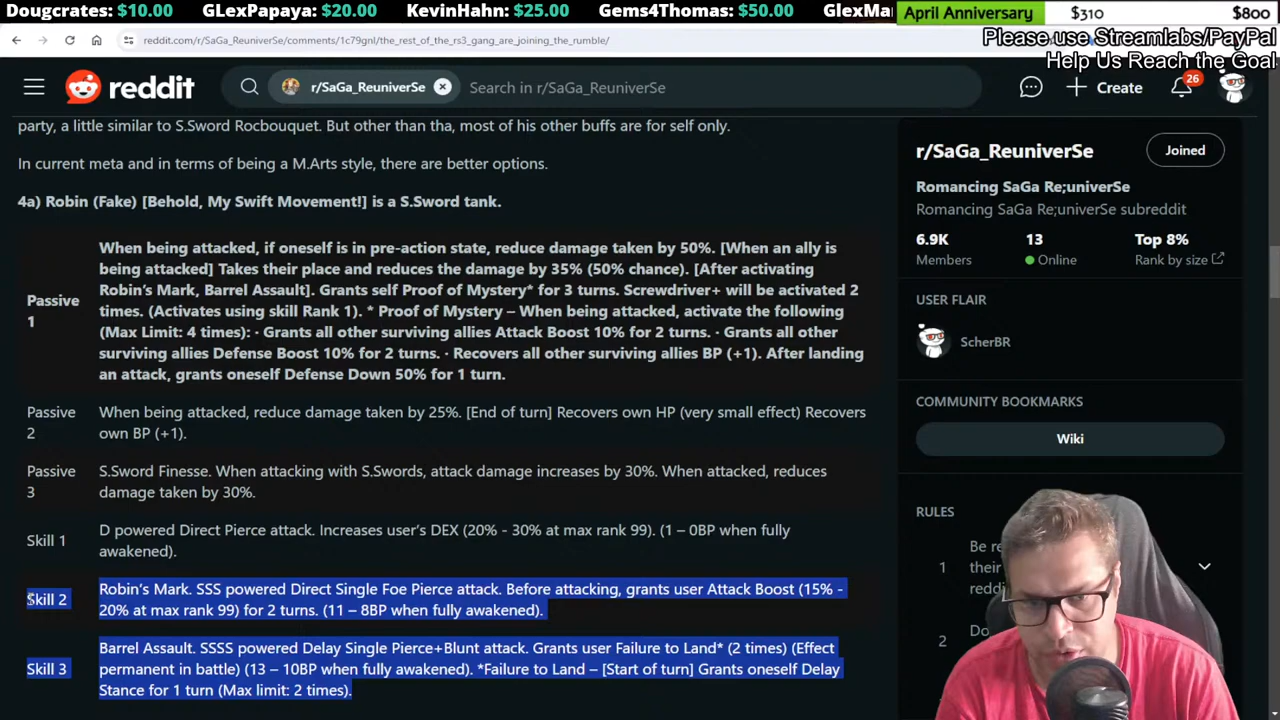 Dougcrates: $10.00 GLexPapaya: $20.00 KevinHahn: $25.00 Gems4Thomas: $50.00 GlexMa
April Anniversary $310 $800
Please use Streamlabs/PayPal
Help Us Reach the Goal
reddit.com/r/SaGa_ReuniverSe/comments/1c79gnl/the_rest_of_the_rs3_gang_are_joining_the_rumble/
reddit
r/SaGa_ReuniverSe
Search in r/SaGa_ReuniverSe
Create
26
party, a little similar to S.Sword Rocbouquet. But other than tha, most of his other buffs are for self only.
In current meta and in terms of being a M.Arts style, there are better options.
4a) Robin (Fake) [Behold, My Swift Movement!] is a S.Sword tank.
Passive 1
When being attacked, if oneself is in pre-action state, reduce damage taken by 50%. [When an ally is
being attacked] Takes their place and reduces the damage by 35% (50% chance). [After activating
Robin's Mark, Barrel Assault]. Grants self Proof of Mystery* for 3 turns. Screwdriver+ will be activated 2
times. (Activates using skill Rank 1). * Proof of Mystery – When being attacked, activate the following
(Max Limit: 4 times): · Grants all other surviving allies Attack Boost 10% for 2 turns. · Grants all other
surviving allies Defense Boost 10% for 2 turns. · Recovers all other surviving allies BP (+1). After landing
an attack, grants oneself Defense Down 50% for 1 turn.
Passive 2
When being attacked, reduce damage taken by 25%. [End of turn] Recovers own HP (very small effect) Recovers
own BP (+1).
Passive 3
S.Sword Finesse. When attacking with S.Swords, attack damage increases by 30%. When attacked, reduces
damage taken by 30%.
Skill 1
D powered Direct Pierce attack. Increases user's DEX (20% - 30% at max rank 99). (1 – 0BP when fully
awakened).
Skill 2
Robin's Mark. SSS powered Direct Single Foe Pierce attack. Before attacking, grants user Attack Boost (15% -
20% at max rank 99) for 2 turns. (11 – 8BP when fully awakened).
Skill 3
Barrel Assault. SSSS powered Delay Single Pierce+Blunt attack. Grants user Failure to Land* (2 times) (Effect
permanent in battle) (13 – 10BP when fully awakened). *Failure to Land – [Start of turn] Grants oneself Delay
Stance for 1 turn (Max limit: 2 times).
r/SaGa_ReuniverSe
Joined
Romancing SaGa Re;univerSe
Romancing SaGa Re;univerSe subreddit
6.9K 13 Top 8%
Members Online Rank by size
USER FLAIR
ScherBR
COMMUNITY BOOKMARKS
Wiki
RULES
1
Be re
their
reddi
2
Do